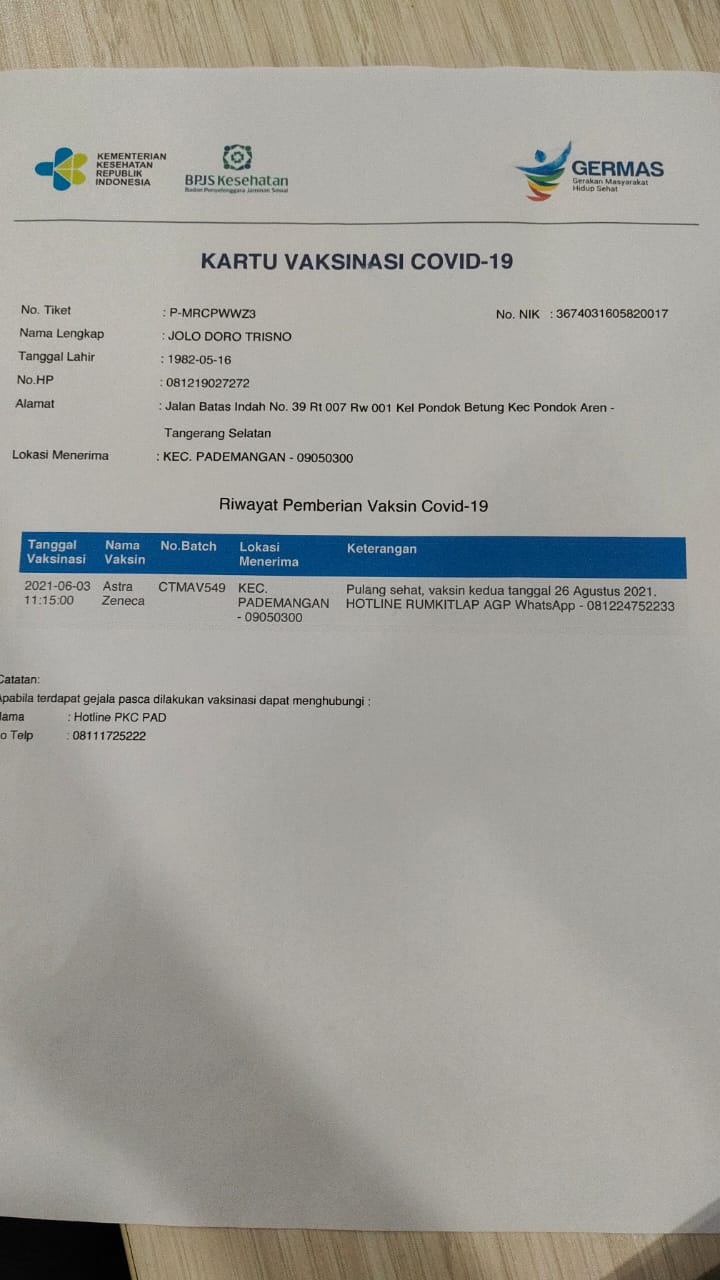 KEMENTERIAN
KESEHATAN
REPUBLIK
INDONESIA
BPJS Kesehatan
Badan Penyelenggara Jaminan Sosial
GERMAS
Gerakan Masyarakat
Hidup Sehat
KARTU VAKSINASI COVID-19
No. Tiket : P-MRCPWWZ3 No. NIK : 3674031605820017
Nama Lengkap : JOLO DORO TRISNO
Tanggal Lahir : 1982-05-16
No.HP : 081219027272
Alamat : Jalan Batas Indah No. 39 Rt 007 Rw 001 Kel Pondok Betung Kec Pondok Aren -
Tangerang Selatan
Lokasi Menerima : KEC. PADEMANGAN - 09050300
Riwayat Pemberian Vaksin Covid-19
Tanggal Nama No.Batch Lokasi Keterangan
Vaksinasi Vaksin Menerima
2021-06-03 Astra CTMAV549 KEC. Pulang sehat, vaksin kedua tanggal 26 Agustus 2021.
11:15:00 Zeneca PADEMANGAN HOTLINE RUMKITLAP AGP WhatsApp - 081224752233
- 09050300
Catatan:
Apabila terdapat gejala pasca dilakukan vaksinasi dapat menghubungi :
Nama : Hotline PKC PAD
o Telp : 08111725222